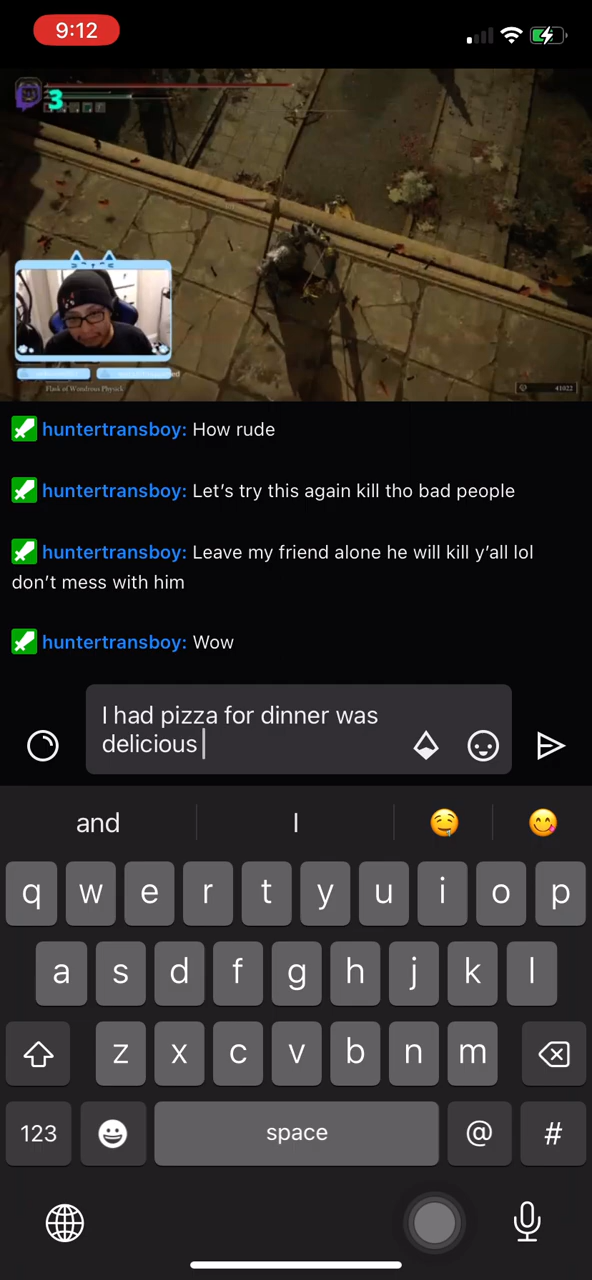 9:12
3
Flask of Wondrous Physick
41022
huntertransboy: How rude
huntertransboy: Let’s try this again kill tho bad people
huntertransboy: Leave my friend alone he will kill y’all lol
don’t mess with him
huntertransboy: Wow
I had pizza for dinner was
delicious
and I
q w e r t y u i o p
a s d f g h j k l
z x c v b n m
123 space @ #